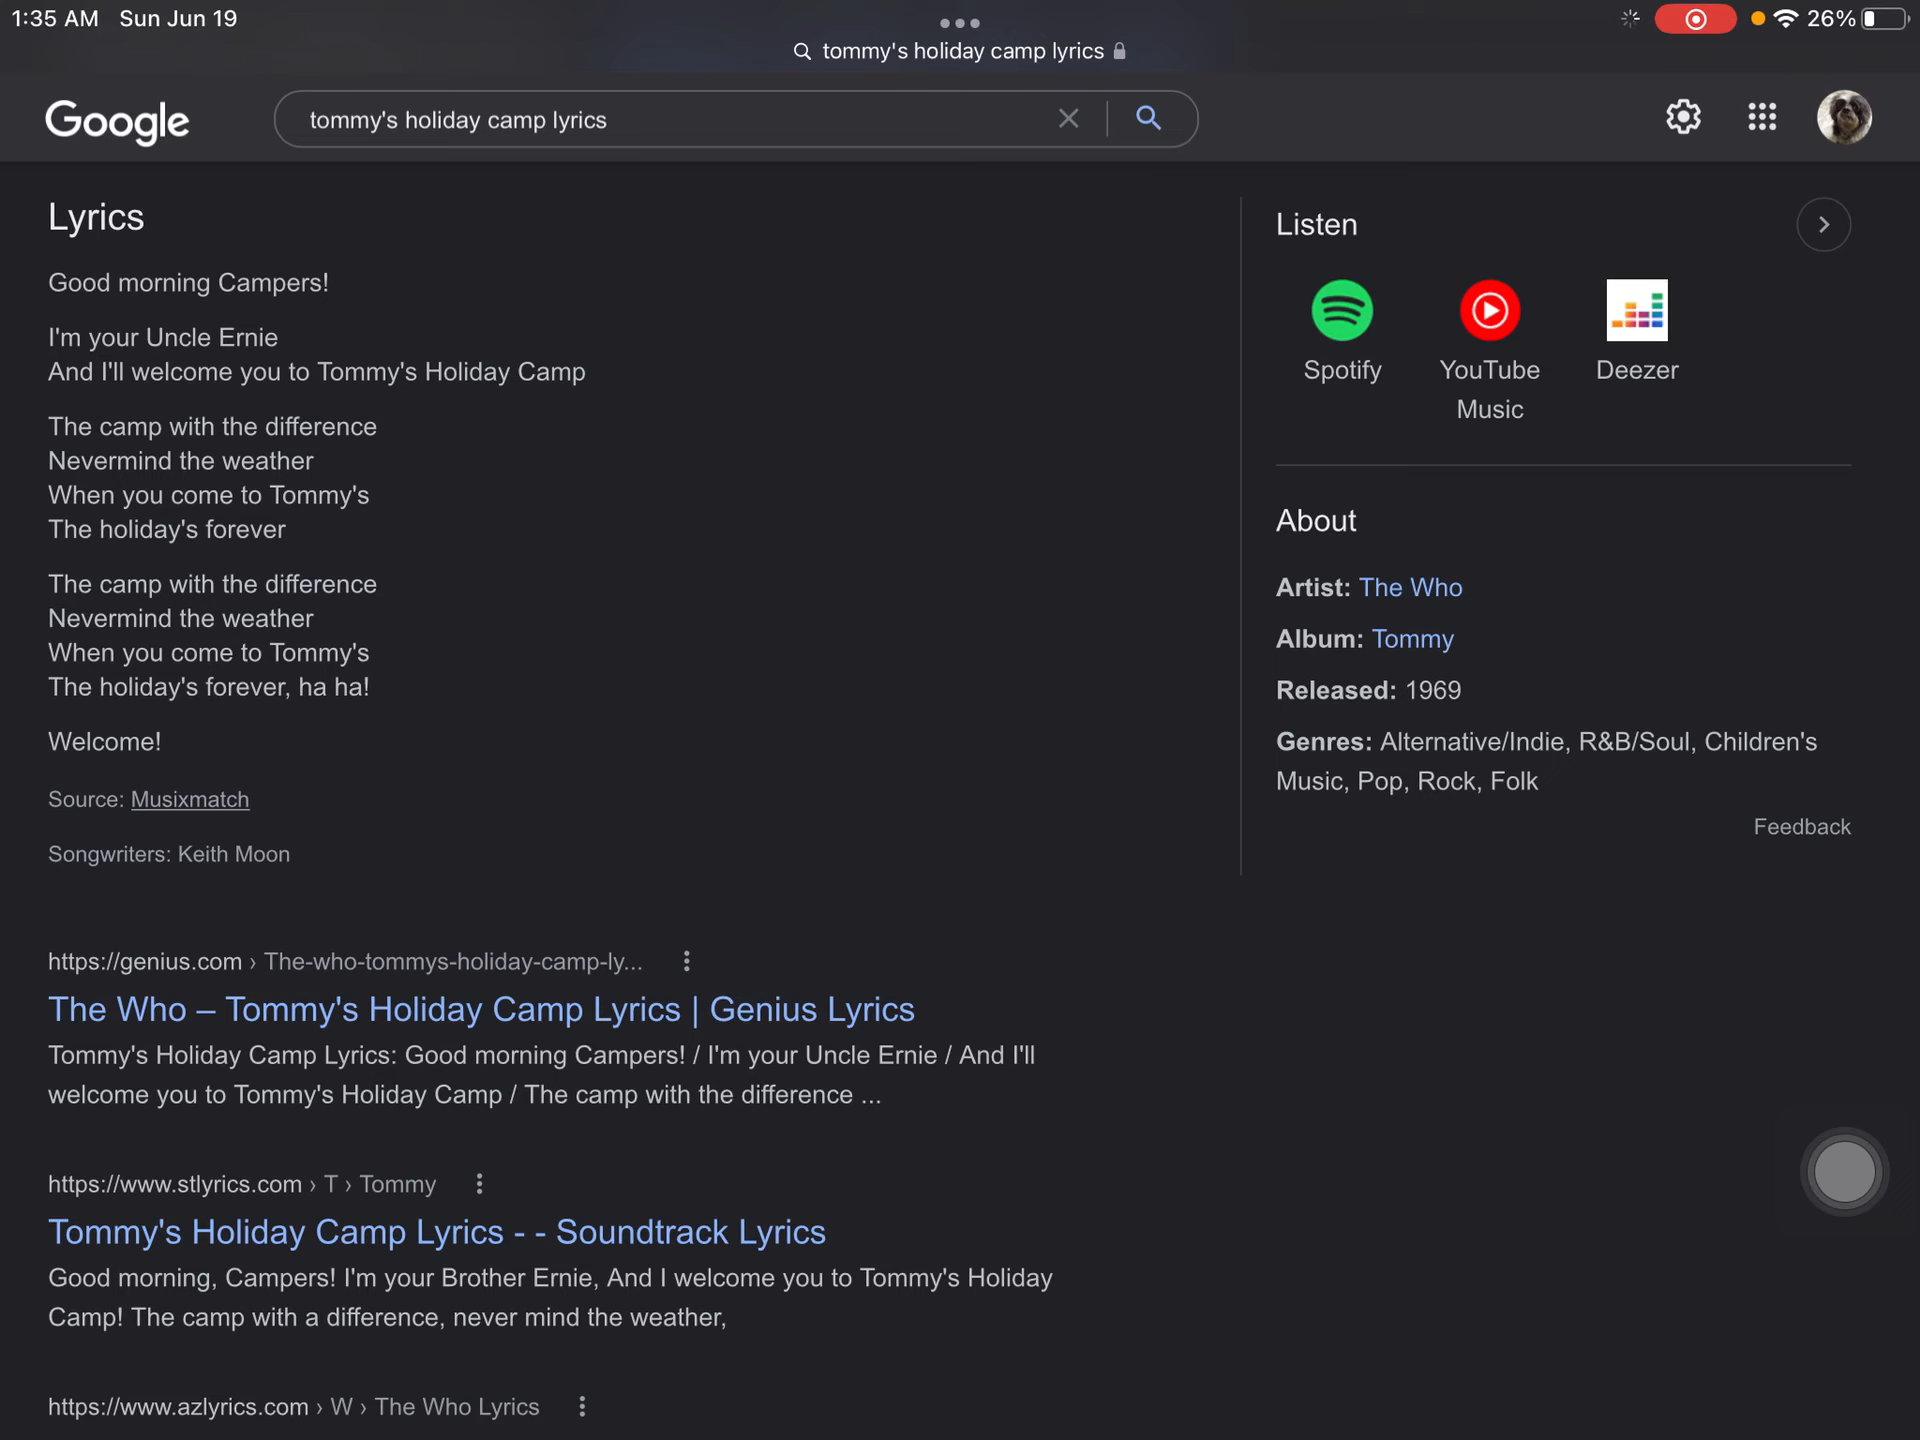 1:35 AM Sun Jun 19
26%
tommy's holiday camp lyrics
Google
tommy's holiday camp lyrics
Lyrics
Good morning Campers!
I'm your Uncle Ernie
And I'll welcome you to Tommy's Holiday Camp
The camp with the difference
Nevermind the weather
When you come to Tommy's
The holiday's forever
The camp with the difference
Nevermind the weather
When you come to Tommy's
The holiday's forever, ha ha!
Welcome!
Source: Musixmatch
Songwriters: Keith Moon
Listen
Spotify
YouTube
Music
Deezer
About
Artist: The Who
Album: Tommy
Released: 1969
Genres: Alternative/Indie, R&B/Soul, Children's
Music, Pop, Rock, Folk
Feedback
https://genius.com › The-who-tommys-holiday-camp-ly...
The Who – Tommy's Holiday Camp Lyrics | Genius Lyrics
Tommy's Holiday Camp Lyrics: Good morning Campers! / I'm your Uncle Ernie / And I'll
welcome you to Tommy's Holiday Camp / The camp with the difference ...
https://www.stlyrics.com › T › Tommy
Tommy's Holiday Camp Lyrics - - Soundtrack Lyrics
Good morning, Campers! I'm your Brother Ernie, And I welcome you to Tommy's Holiday
Camp! The camp with a difference, never mind the weather,
https://www.azlyrics.com › W › The Who Lyrics